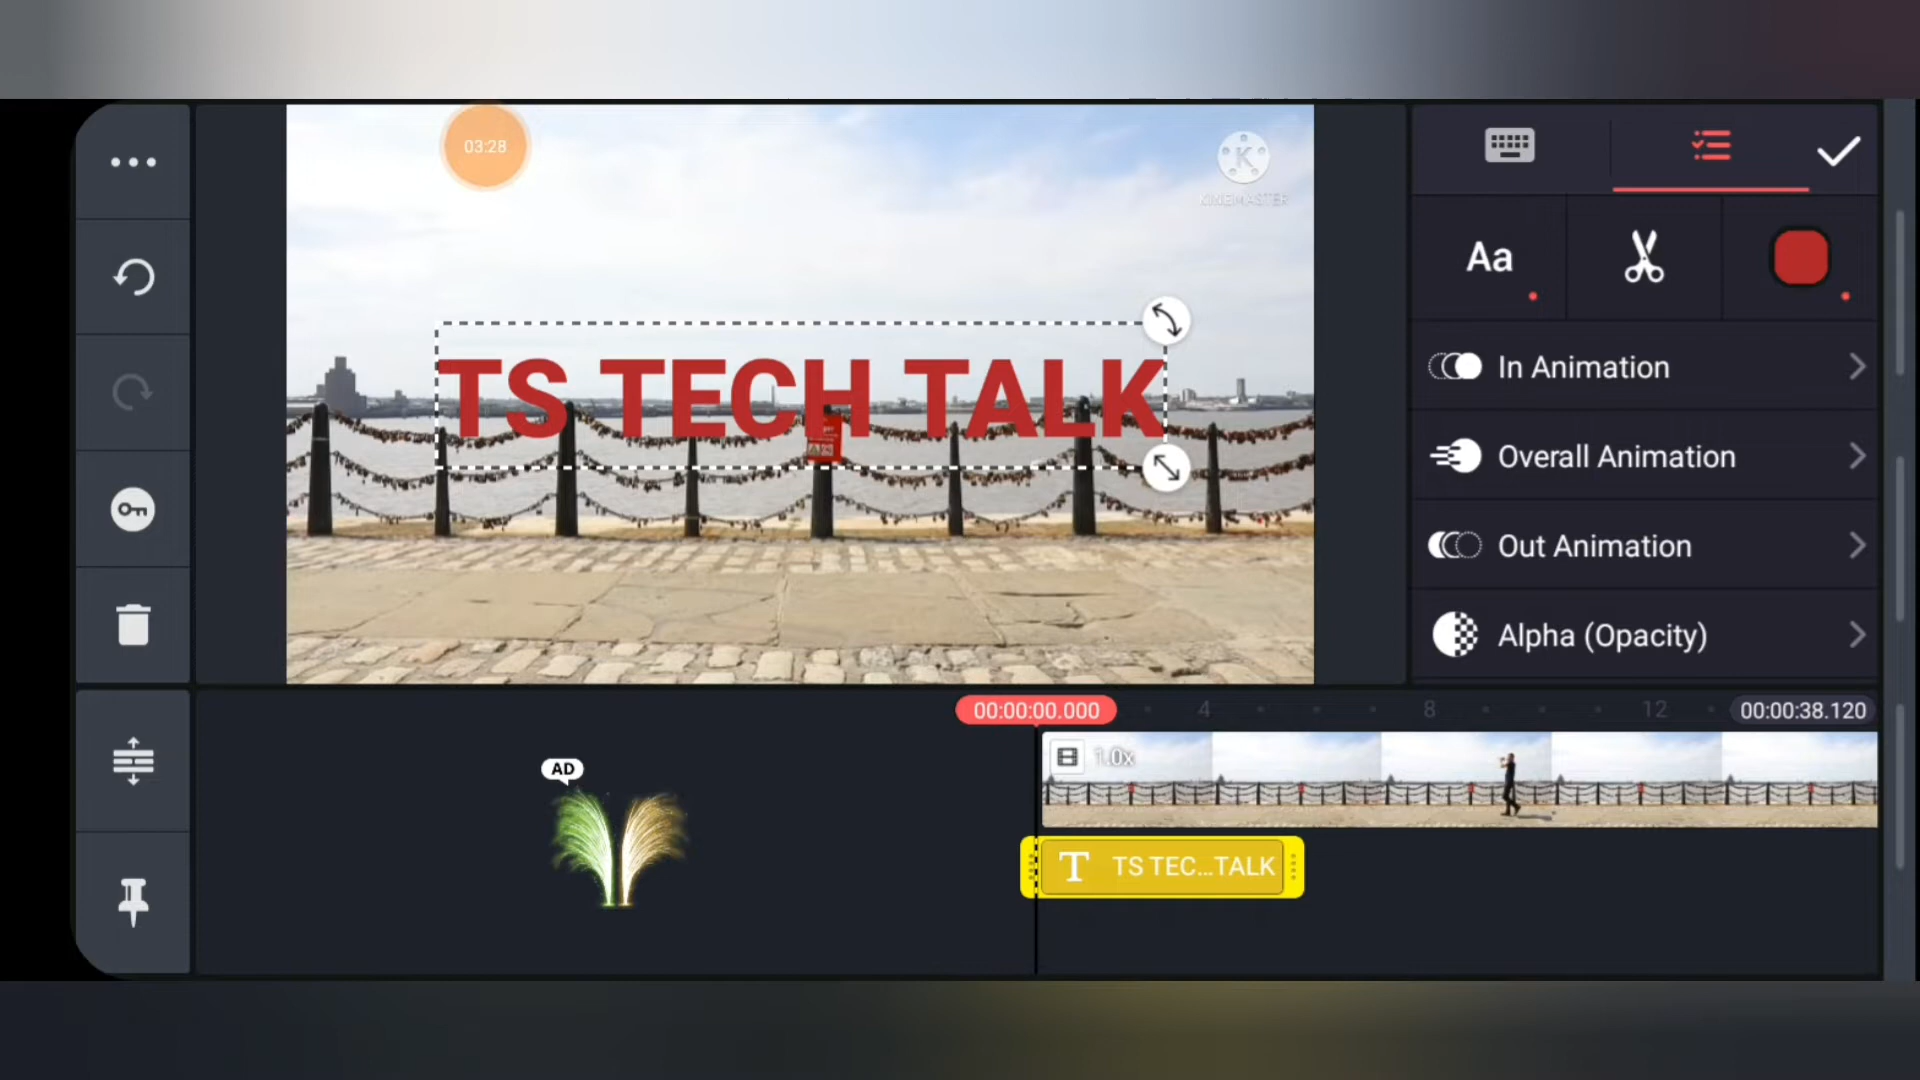 03:28
KINEMASTER
TS TECH TALK
Aa
In Animation
Overall Animation
Out Animation
Alpha (Opacity)
00:00:00.000
4
8
12
00:00:38.120
1.0x
AD
T TS TEC...TALK